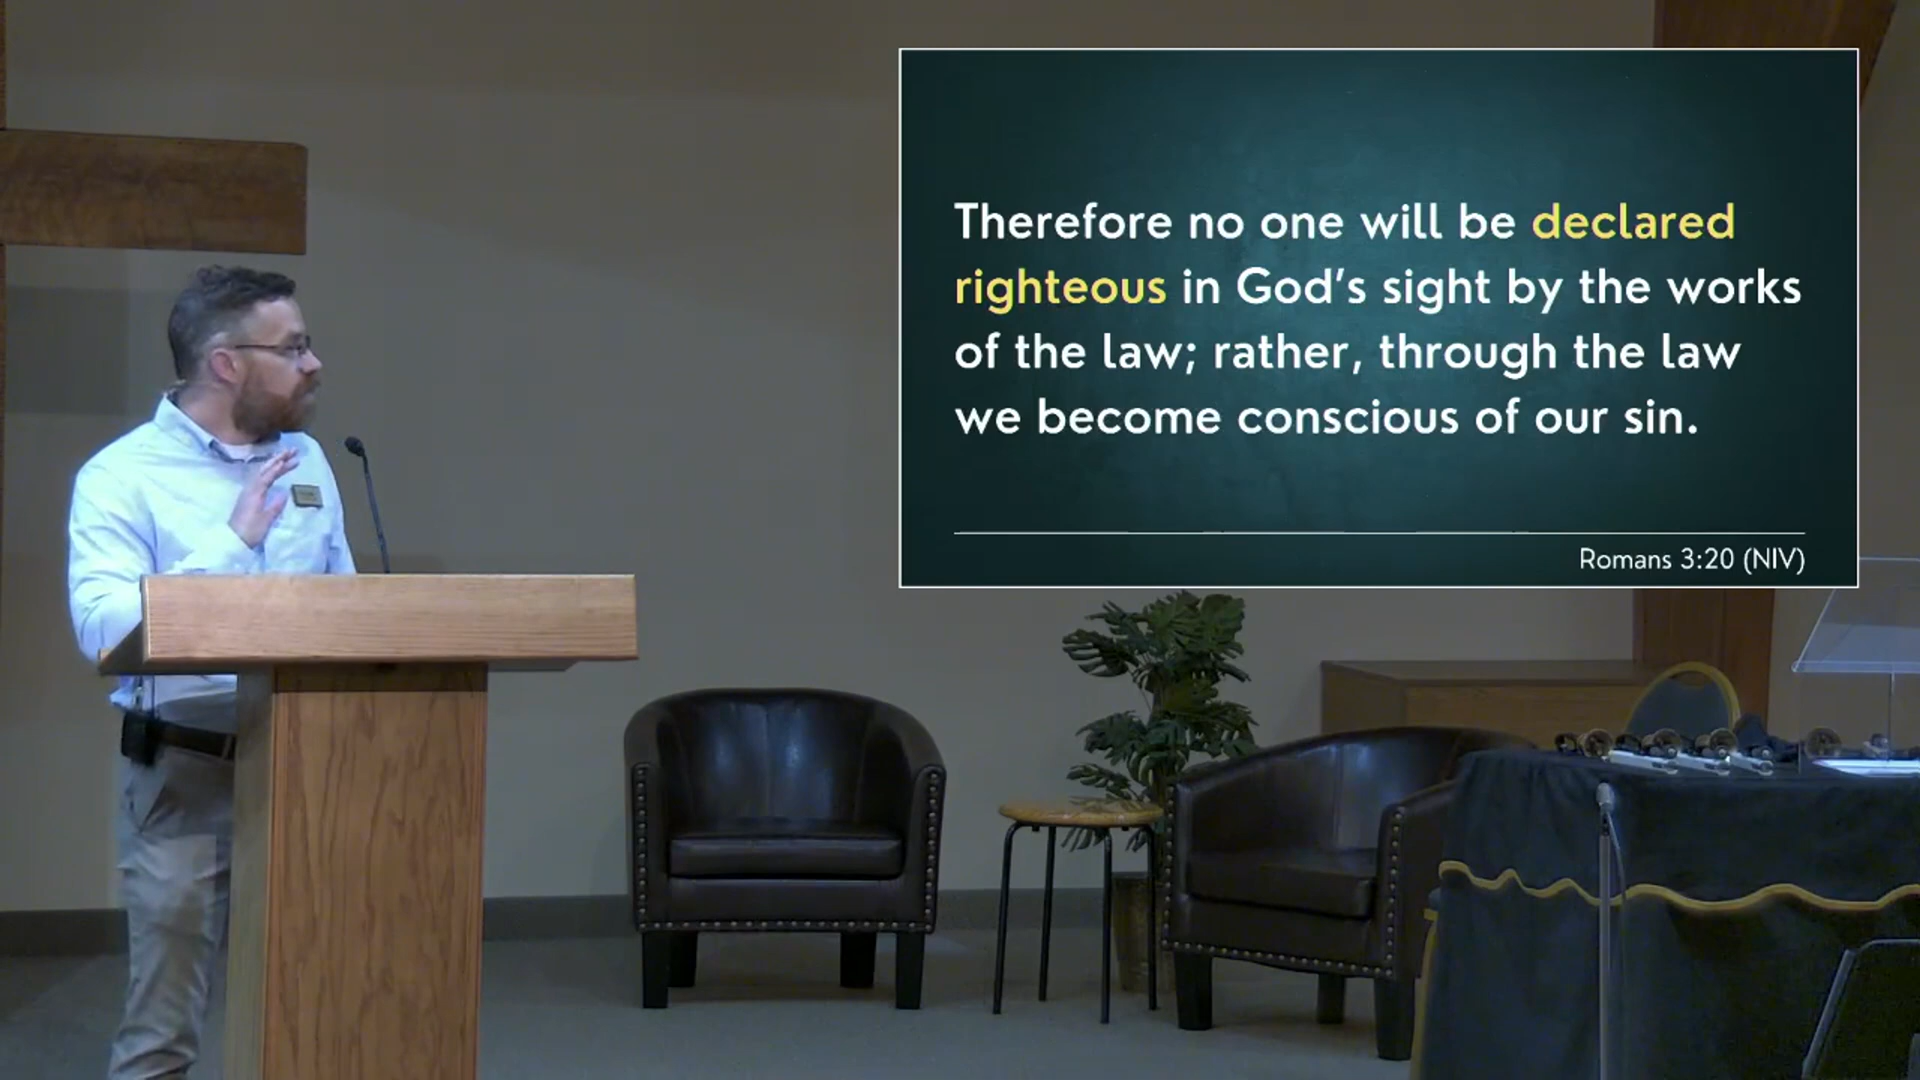 Therefore no one will be declared
righteous in God's sight by the works
of the law; rather, through the law
we become conscious of our sin.
Romans 3:20 (NIV)